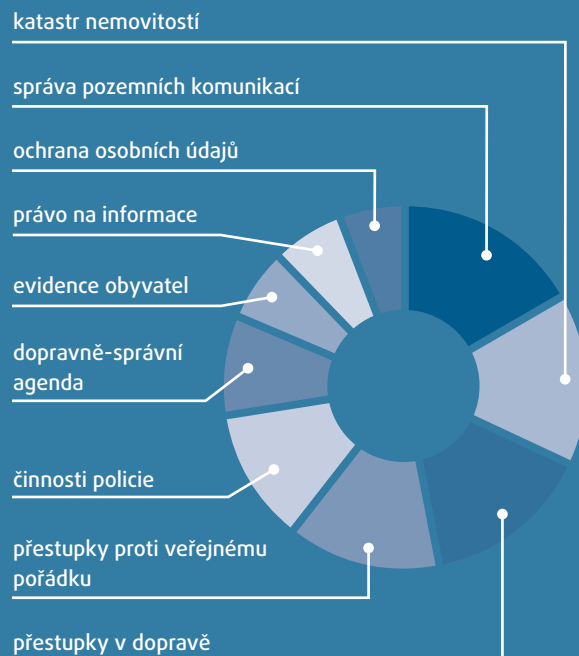 katastr nemovitostí
správa pozemních komunikací
ochrana osobních údajů
právo na informace
evidence obyvatel
dopravně-správní
agenda
činnosti policie
přestupky proti veřejnému
pořádku
přestupky v dopravě